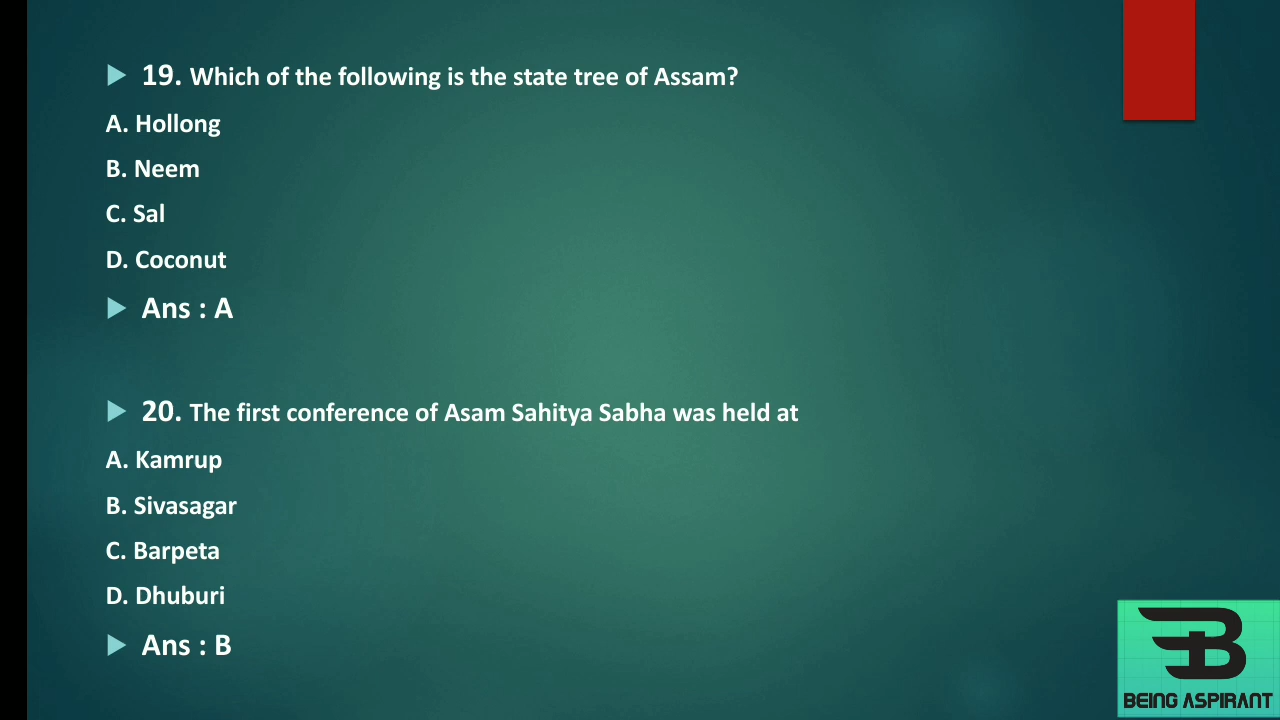 19. Which of the following is the state tree of Assam?
A. Hollong
B. Neem
C. Sal
D. Coconut
Ans : A
20. The first conference of Asam Sahitya Sabha was held at
A. Kamrup
B. Sivasagar
C. Barpeta
D. Dhuburi
Ans : B
B
BEING ASPIRANT